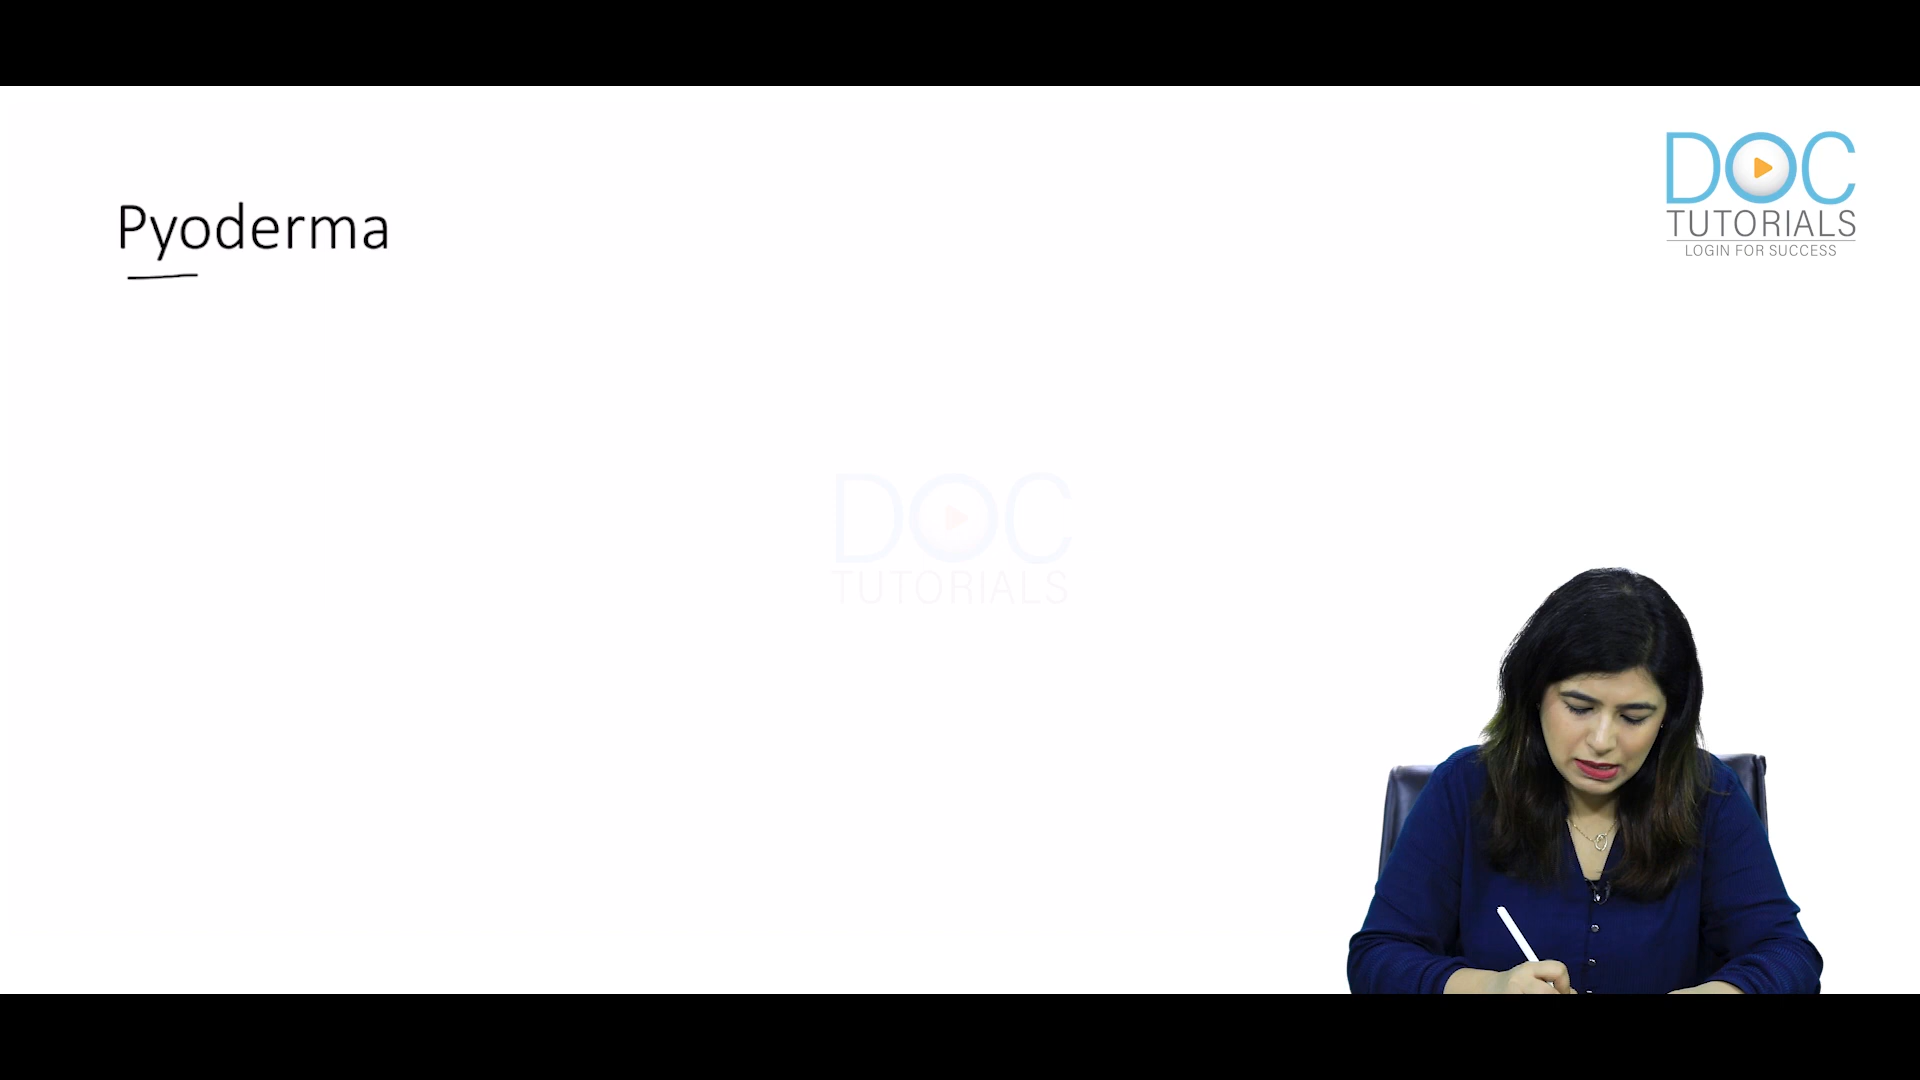 Pyoderma
DOC
TUTORIALS
LOGIN FOR SUCCESS
DOC
TUTORIALS